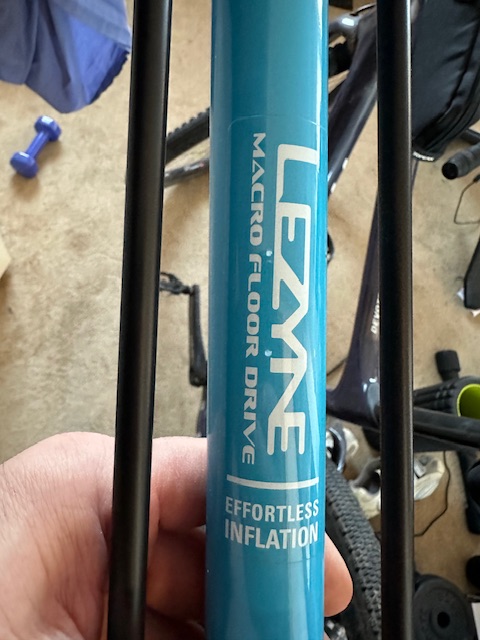 LEZYNE
MACRO FLOOR DRIVE
EFFORTLESS
INFLATION